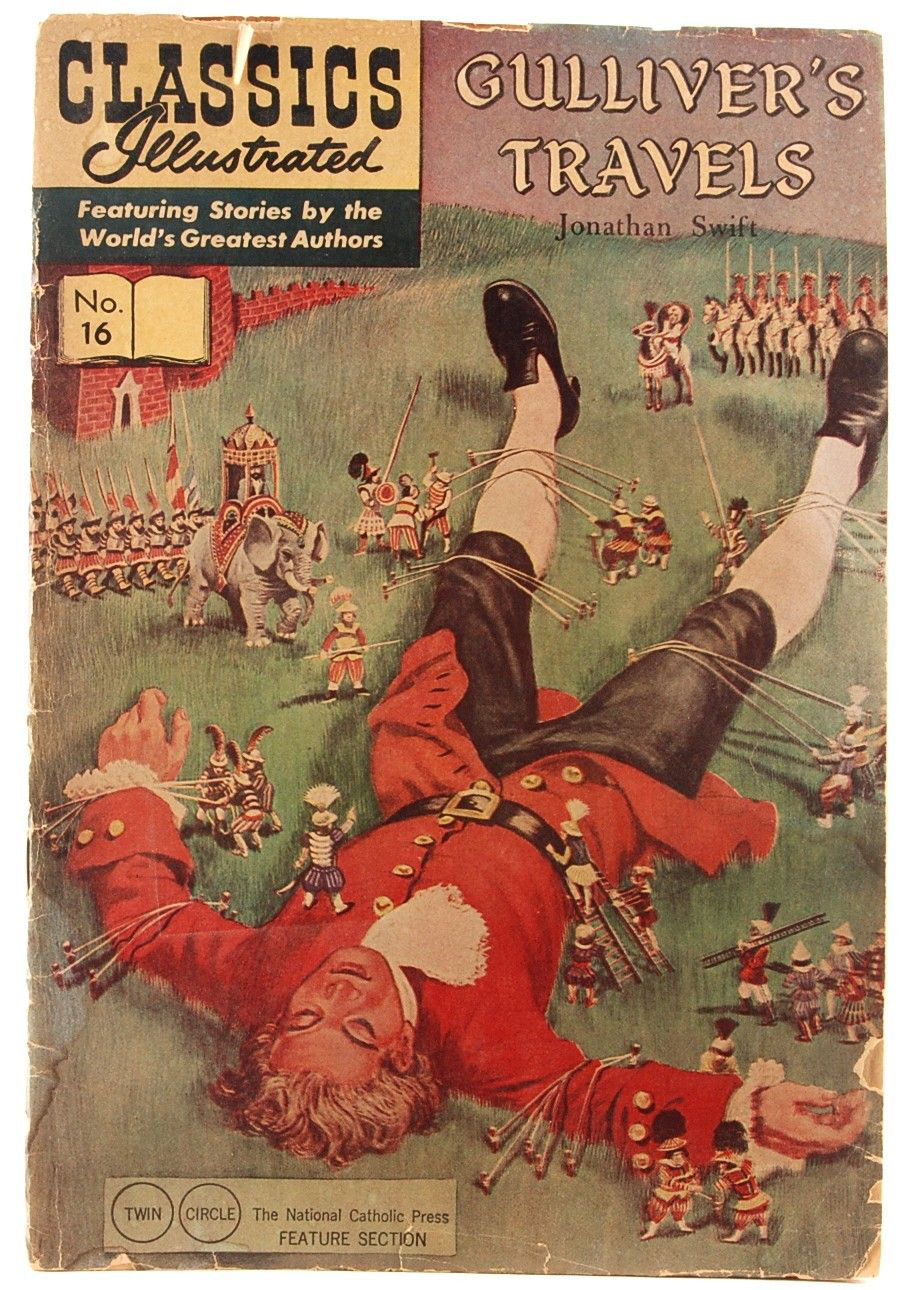 CLASSICS
Illustrated
Featuring Stories by the
World's Greatest Authors
No.
16
GULLIVER'S
TRAVELS
Jonathan Swift
TWIN CIRCLE The National Catholic Press
FEATURE SECTION